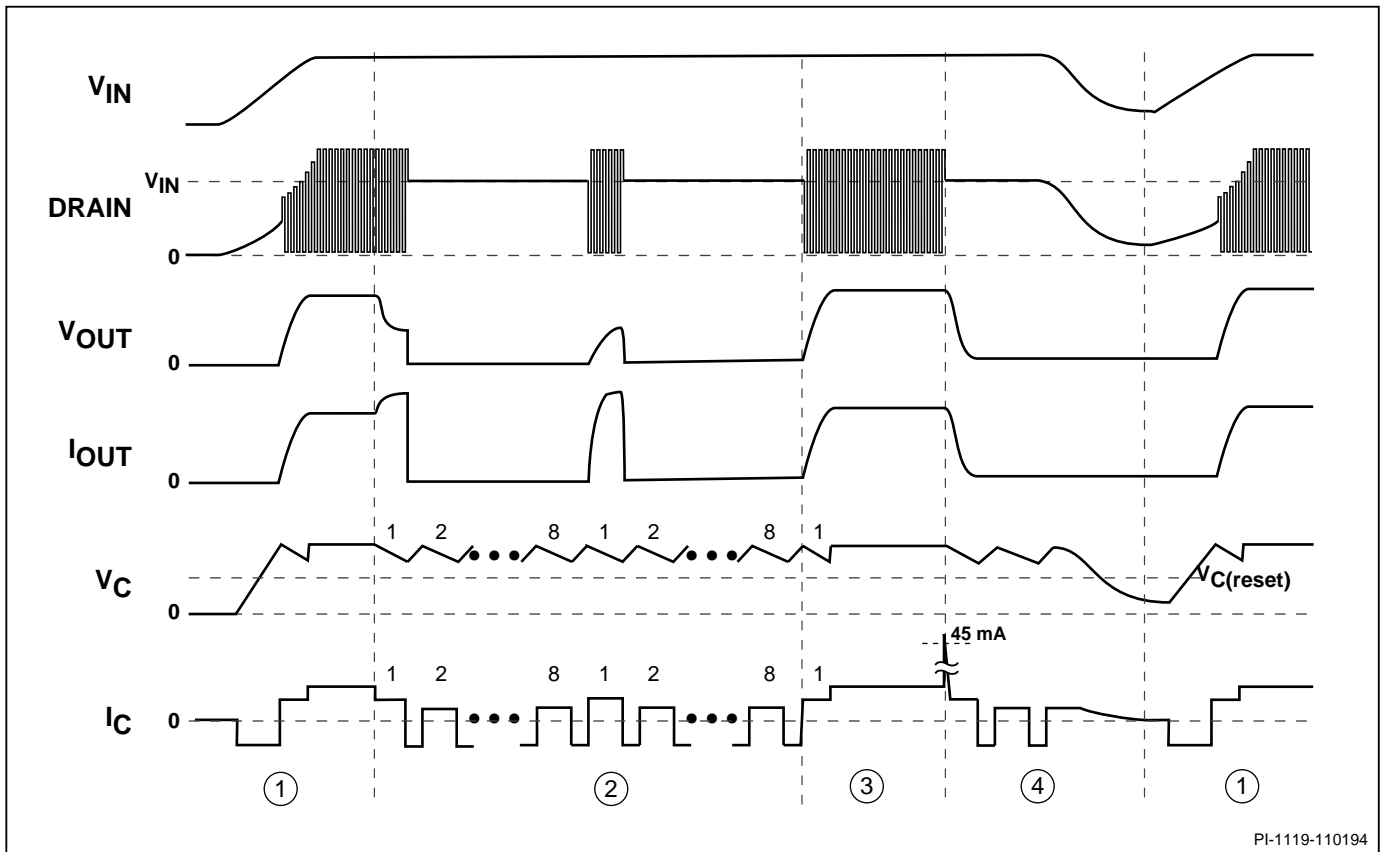 VIN
VIN
DRAIN
0
VOUT
0
IOUT
0
1 2 8 1 2 8 1
VC
VC(reset)
0
45 mA
1 2 8 1 2 8 1
IC
0
1 2 3 4 1
PI-1119-110194